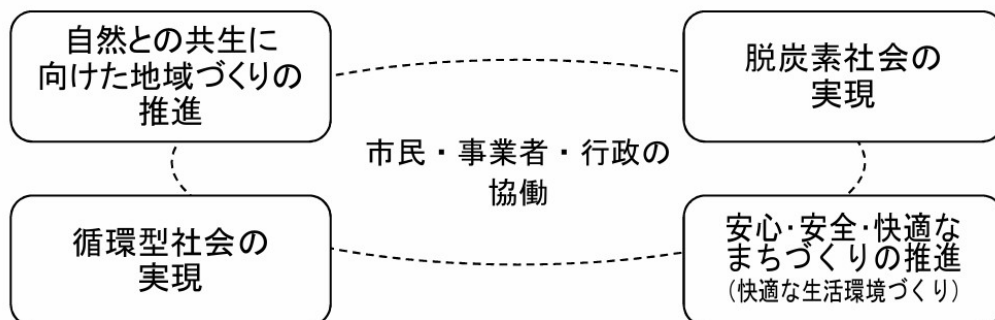 自然との共生に
向けた地域づくりの
推進
脱炭素社会の
実現
市民・事業者・行政の
協働
循環型社会の
実現
安心・安全・快適な
まちづくりの推進
(快適な生活環境づくり)